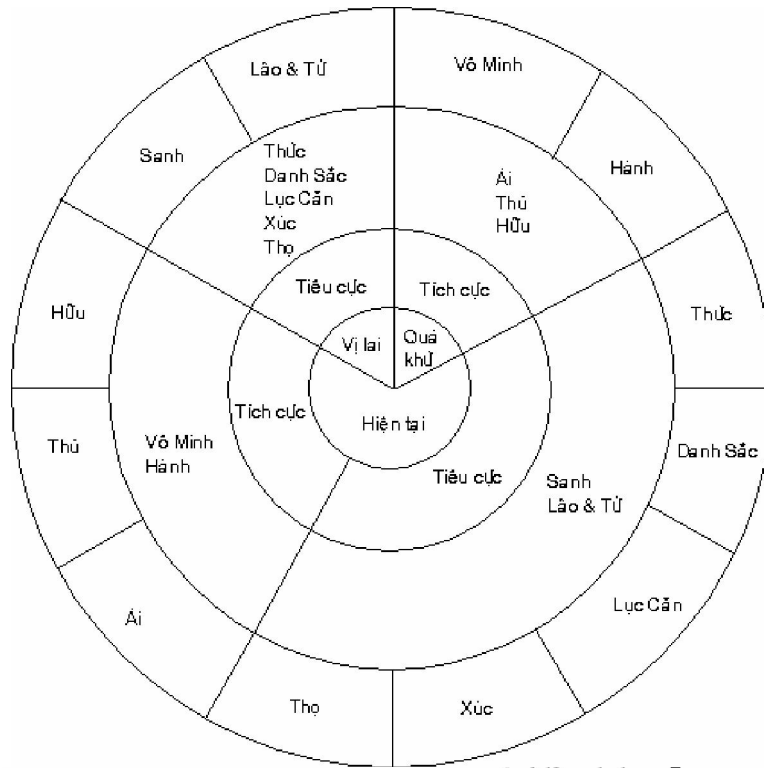 Lão & Tử
Vô Minh
Sanh
Hành
Thức
Danh Sắc
Lục Căn
Xúc
Thọ
Ái
Thủ
Hữu
Tiêu cực
Tích cực
Hữu
Thức
Vị lai
Quá
khứ
Tích cực
Hiện tại
Thủ
Vô Minh
Hành
Danh Sắc
Tiêu cực
Sanh
Lão & Tử
Ái
Lục Căn
Thọ
Xúc